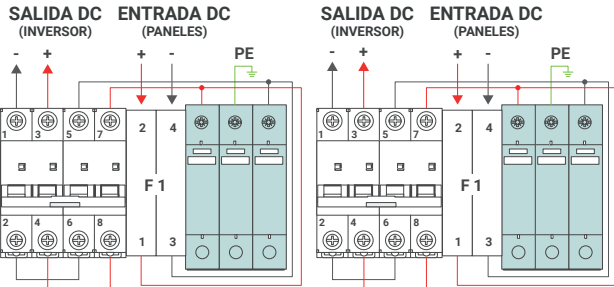 SALIDA DC ENTRADA DC SALIDA DC ENTRADA DC
(INVERSOR) (PANELES) (INVERSOR) (PANELES)
- + + - PE - + + - PE
1 3 5 7 2 4 1 3 5 7 2 4
F 1 F 1
2 4 6 8 1 3 2 4 6 8 1 3